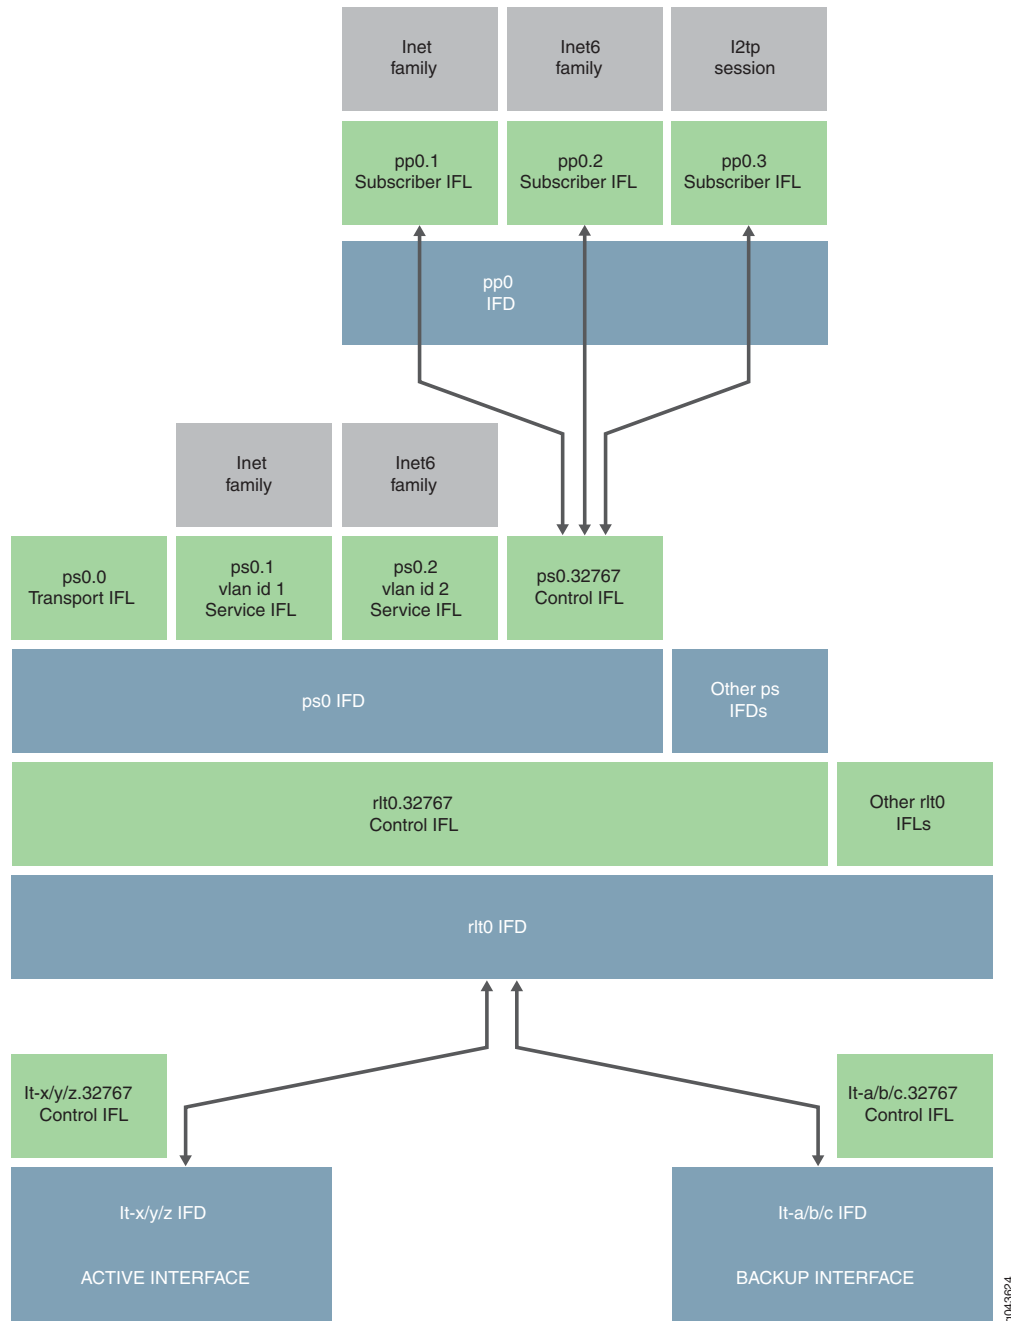 Inet
family
Inet6
family
l2tp
session
pp0.1
Subscriber IFL
pp0.2
Subscriber IFL
pp0.3
Subscriber IFL
pp0
IFD
Inet
family
Inet6
family
ps0.0
Transport IFL
ps0.1
vlan id 1
Service IFL
ps0.2
vlan id 2
Service IFL
ps0.32767
Control IFL
ps0 IFD
Other ps
IFDs
rlt0.32767
Control IFL
Other rlt0
IFLs
rlt0 IFD
lt-x/y/z.32767
Control IFL
lt-a/b/c.32767
Control IFL
lt-x/y/z IFD
ACTIVE INTERFACE
lt-a/b/c IFD
BACKUP INTERFACE
g043624